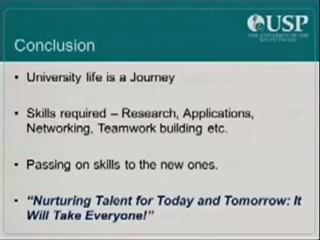 USP
THE UNIVERSITY OF THE
SOUTH PACIFIC
Conclusion
• University life is a Journey
• Skills required – Research, Applications,
Networking, Teamwork building etc.
• Passing on skills to the new ones.
• “Nurturing Talent for Today and Tomorrow: It
Will Take Everyone!”